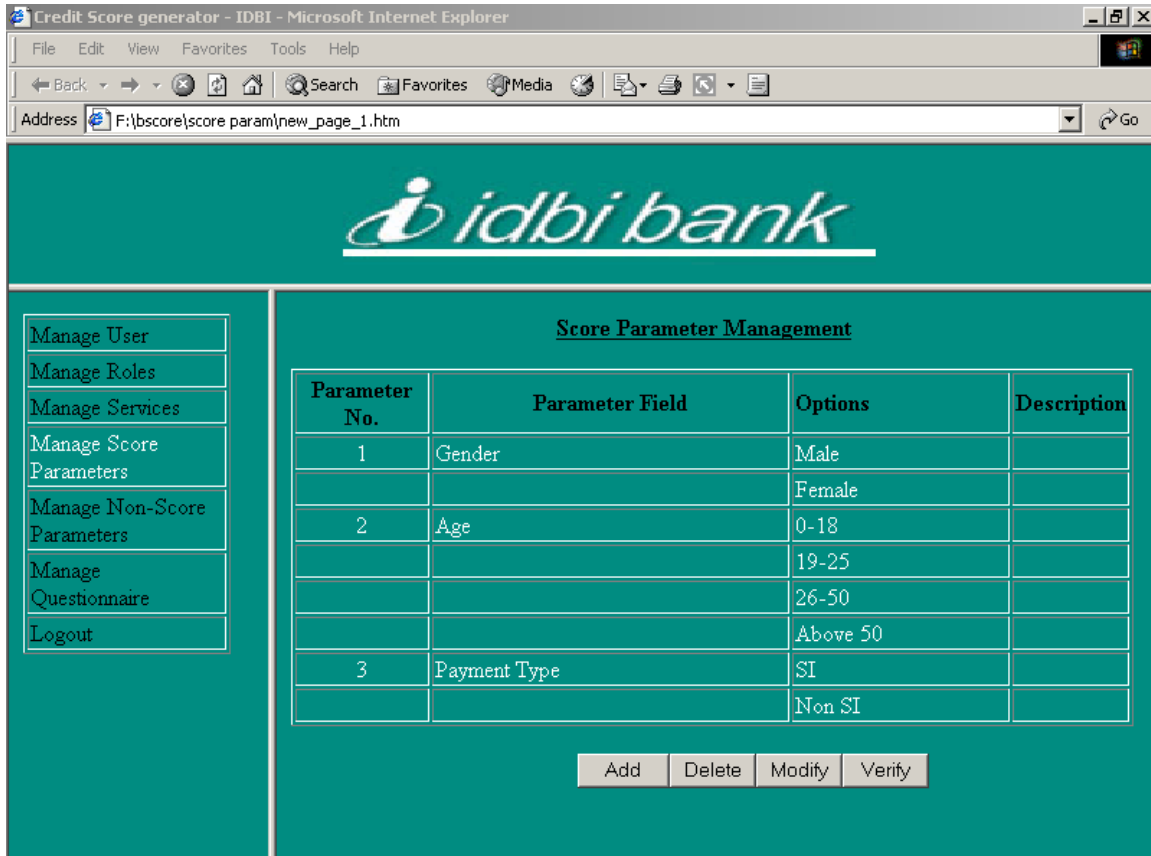 Credit Score generator - IDBI - Microsoft Internet Explorer
File Edit View Favorites Tools Help
Back Search Favorites Media
Address F:\bscore\score param\new_page_1.htm Go
idbi bank
Manage User
Manage Roles
Manage Services
Manage Score
Parameters
Manage Non-Score
Parameters
Manage
Questionnaire
Logout
Score Parameter Management
Parameter No. Parameter Field Options Description
1 Gender Male
Female
2 Age 0-18
19-25
26-50
Above 50
3 Payment Type SI
Non SI
Add Delete Modify Verify